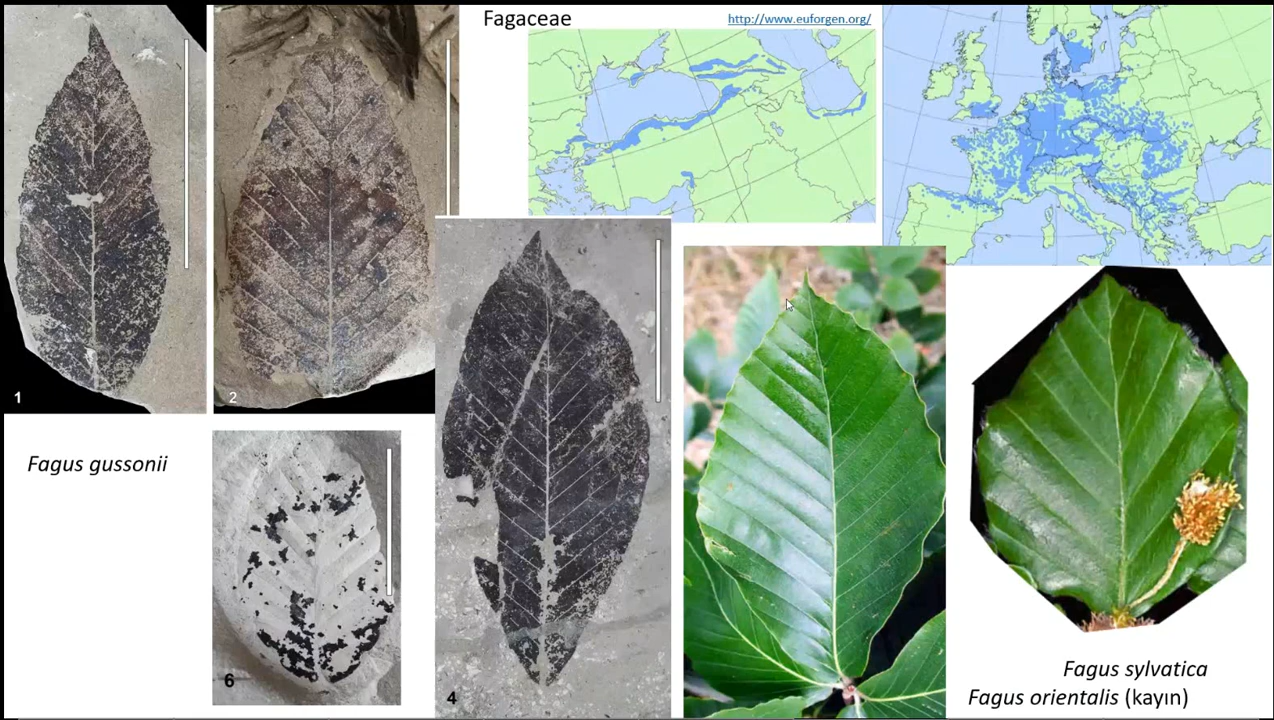 Fagaceae
http://www.euforgen.org/
1
2
Fagus gussonii
6
4
Fagus sylvatica
Fagus orientalis (kayın)